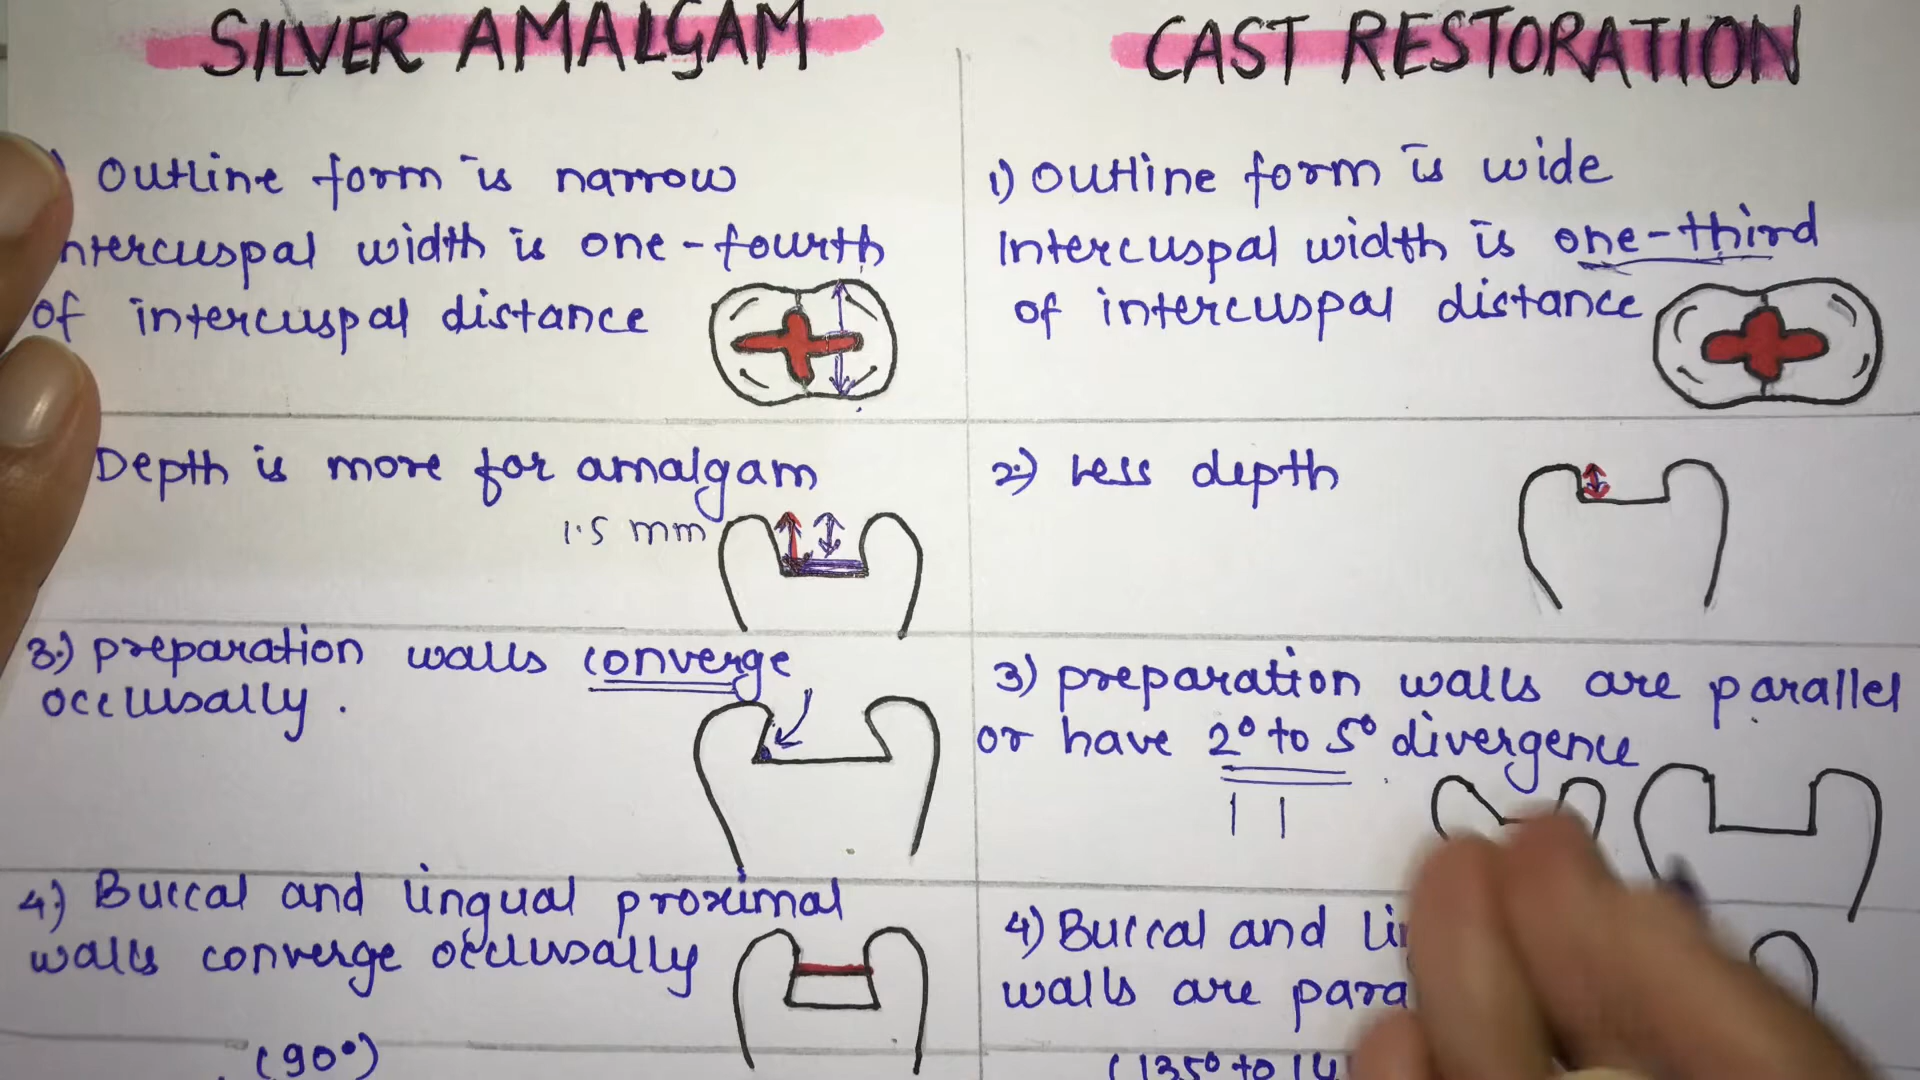 SILVER AMALGAM
Outline form is narrow
intercuspal width is one-fourth
of intercuspal distance
Depth is more for amalgam
1.5 mm
3.) preparation walls converge
occlusally.
4.) Buccal and lingual proximal
walls converge occlusally
(90°)
CAST RESTORATION
1) Outline form is wide
Intercuspal width is one-third
of intercuspal distance
2.) Less depth
3) preparation walls are parallel
or have 2° to 5° divergence
4) Buccal and
walls are
(135° to